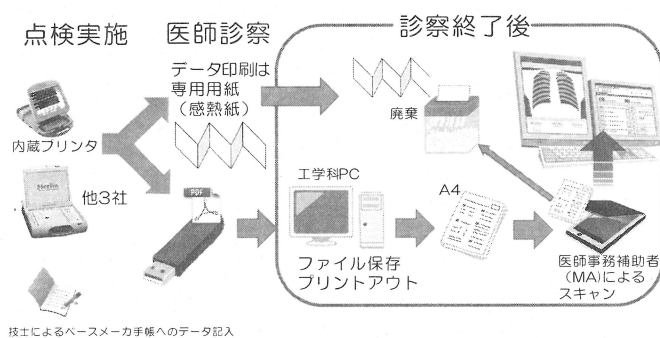 点検実施
医師診察
診察終了後
データ印刷は
専用用紙
(感熱紙)
内蔵プリンタ
廃棄
他3社
PDF
工学科PC
A4
ファイル保存
プリントアウト
医師事務補助者
(MA)による
スキャン
技士によるペースメーカ手帳へのデータ記入